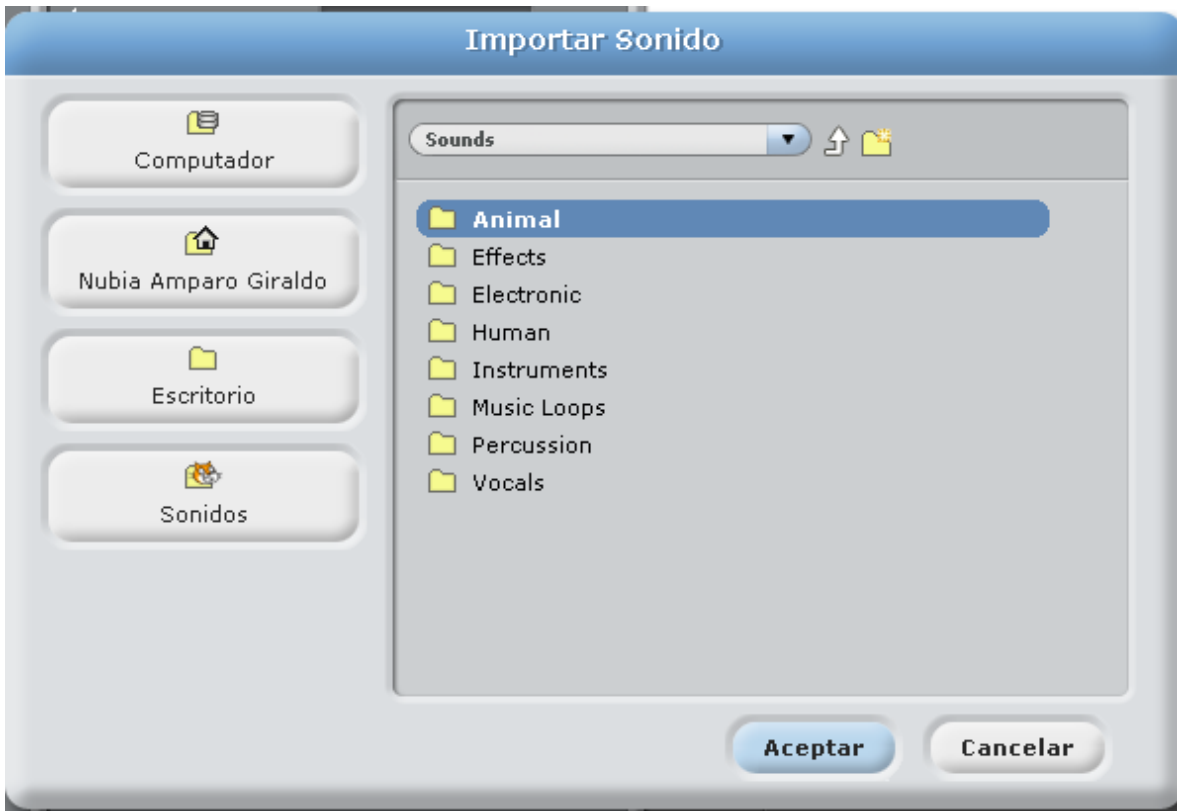 Importar Sonido
Computador
Nubia Amparo Giraldo
Escritorio
Sonidos
Sounds
Animal
Effects
Electronic
Human
Instruments
Music Loops
Percussion
Vocals
Aceptar
Cancelar